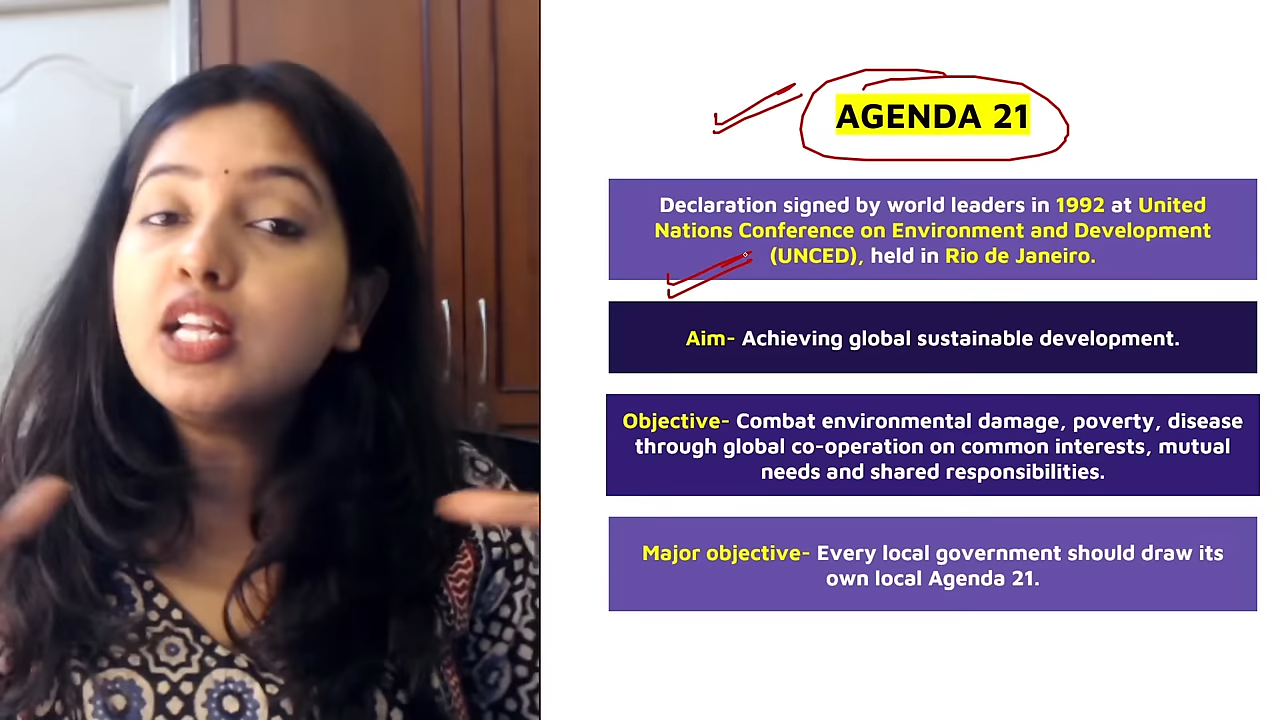 AGENDA 21
Declaration signed by world leaders in 1992 at United
Nations Conference on Environment and Development
(UNCED), held in Rio de Janeiro.
Aim- Achieving global sustainable development.
Objective- Combat environmental damage, poverty, disease
through global co-operation on common interests, mutual
needs and shared responsibilities.
Major objective- Every local government should draw its
own local Agenda 21.